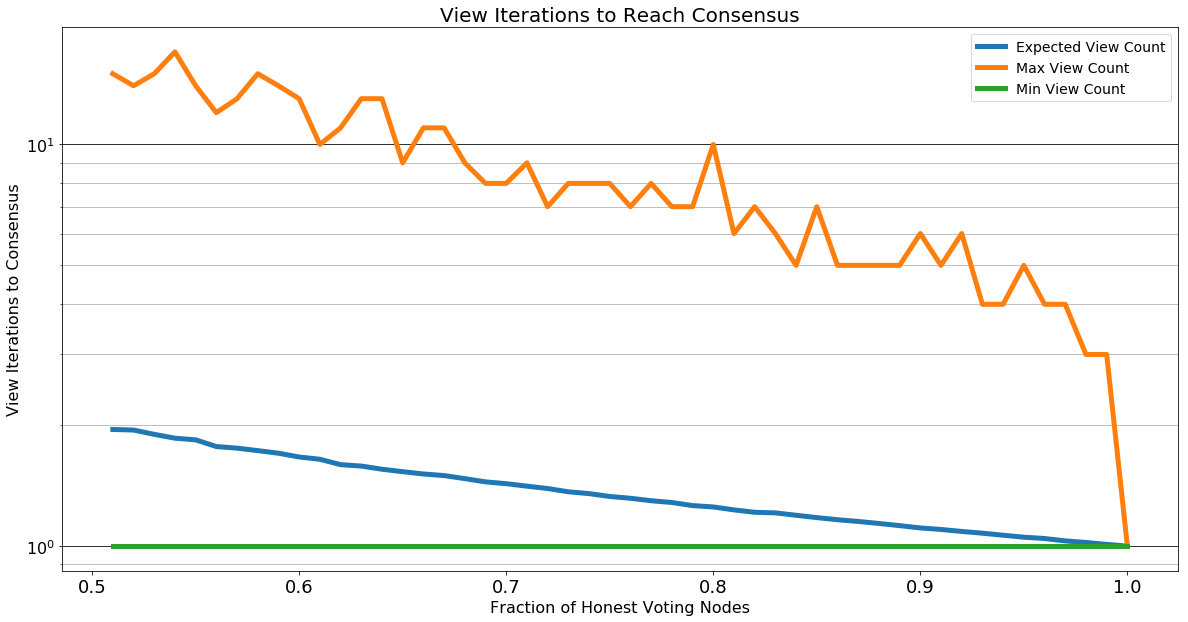 View Iterations to Reach Consensus
Expected View Count
Max View Count
Min View Count
View Iterations to Consensus
10¹
10⁰
0.5 0.6 0.7 0.8 0.9 1.0
Fraction of Honest Voting Nodes